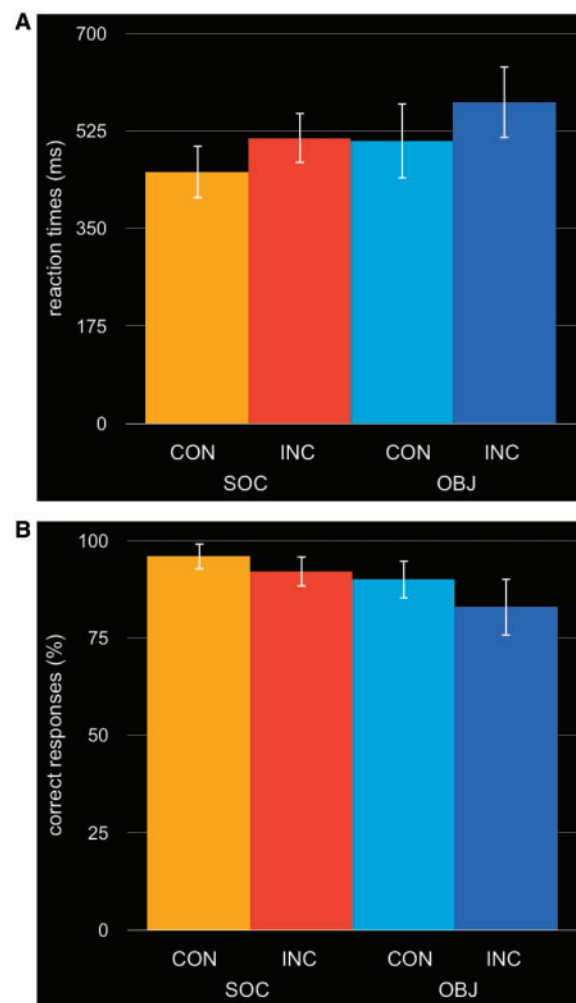 A
700
525
350
175
0
reaction times (ms)
CON INC CON INC
SOC OBJ
B
100
75
50
25
0
correct responses (%)
CON INC CON INC
SOC OBJ